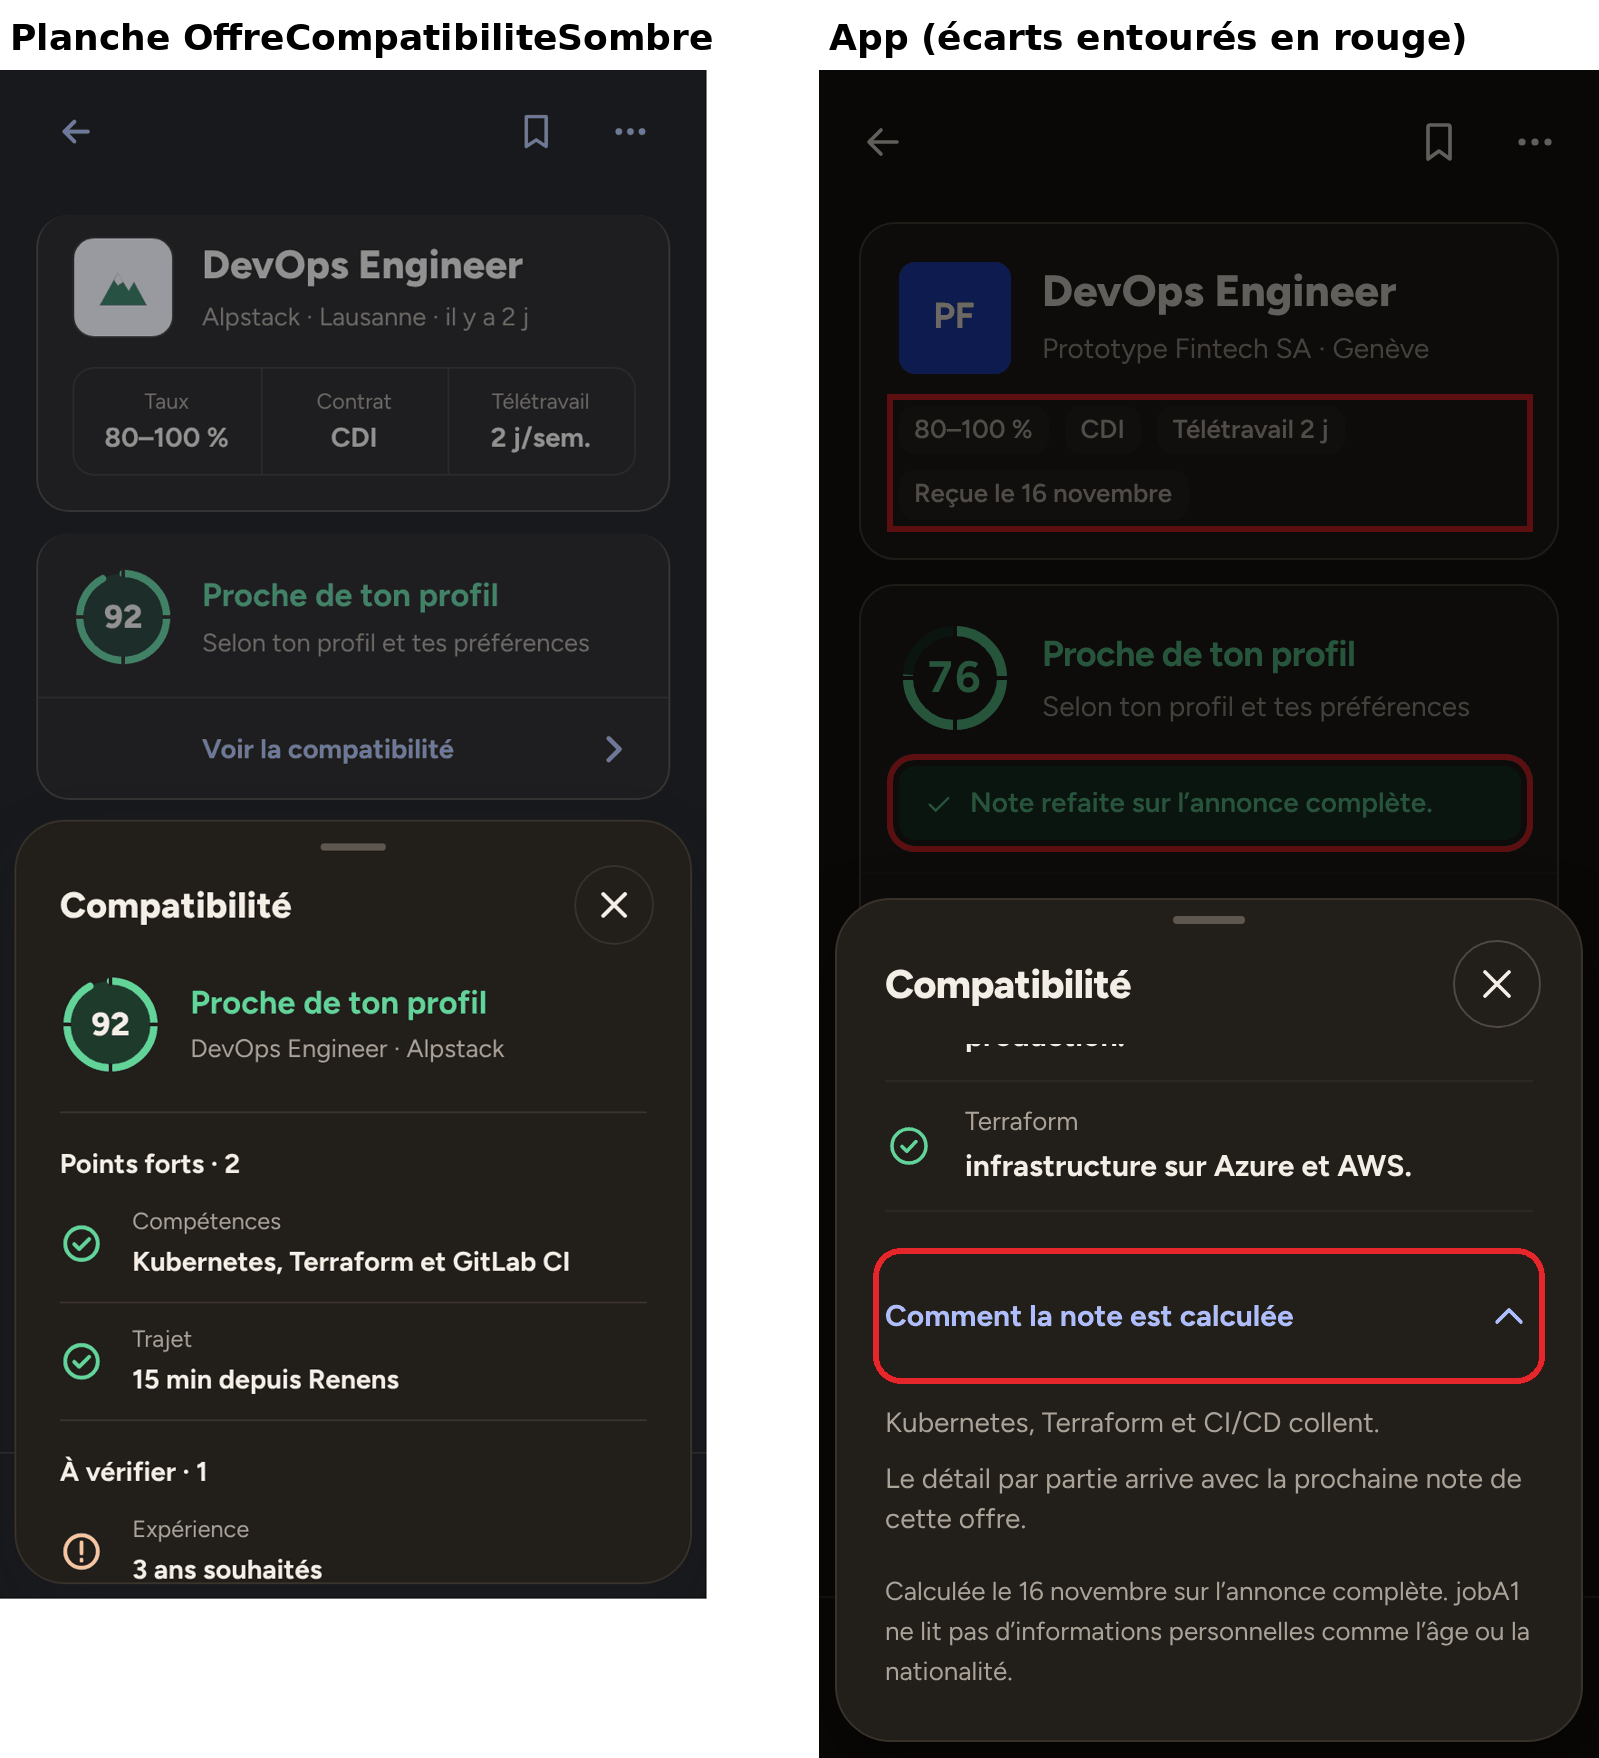 Planche OffreCompatibiliteSombre
DevOps Engineer
Alpstack · Lausanne · il y a 2 j
Taux
80–100 %
Contrat
CDI
Télétravail
2 j/sem.
92
Proche de ton profil
Selon ton profil et tes préférences
Voir la compatibilité
Compatibilité
92
Proche de ton profil
DevOps Engineer · Alpstack
Points forts · 2
Compétences
Kubernetes, Terraform et GitLab CI
Trajet
15 min depuis Renens
À vérifier · 1
Expérience
3 ans souhaités
App (écarts entourés en rouge)
PF
DevOps Engineer
Prototype Fintech SA · Genève
80–100 %
CDI
Télétravail 2 j
Reçue le 16 novembre
76
Proche de ton profil
Selon ton profil et tes préférences
Note refaite sur l’annonce complète.
Compatibilité
production.
Terraform
infrastructure sur Azure et AWS.
Comment la note est calculée
Kubernetes, Terraform et CI/CD collent.
Le détail par partie arrive avec la prochaine note de
cette offre.
Calculée le 16 novembre sur l’annonce complète. jobA1
ne lit pas d’informations personnelles comme l’âge ou la
nationalité.